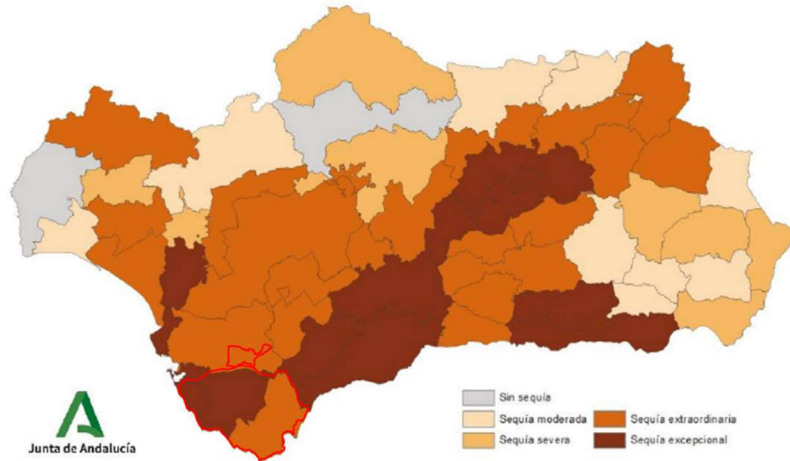 Sin sequía
Sequía moderada
Sequía extraordinaria
Sequía severa
Sequía excepcional
Junta de Andalucía